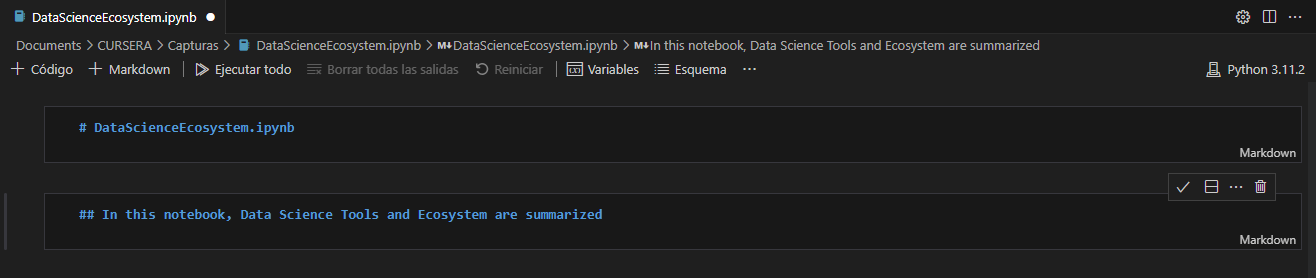 DataScienceEcosystem.ipynb
Documents > CURSERA > Capturas > DataScienceEcosystem.ipynb > M↓DataScienceEcosystem.ipynb > M↓In this notebook, Data Science Tools and Ecosystem are summarized
+ Código + Markdown Ejecutar todo Borrar todas las salidas Reiniciar Variables Esquema ··· Python 3.11.2
# DataScienceEcosystem.ipynb
Markdown
## In this notebook, Data Science Tools and Ecosystem are summarized
Markdown